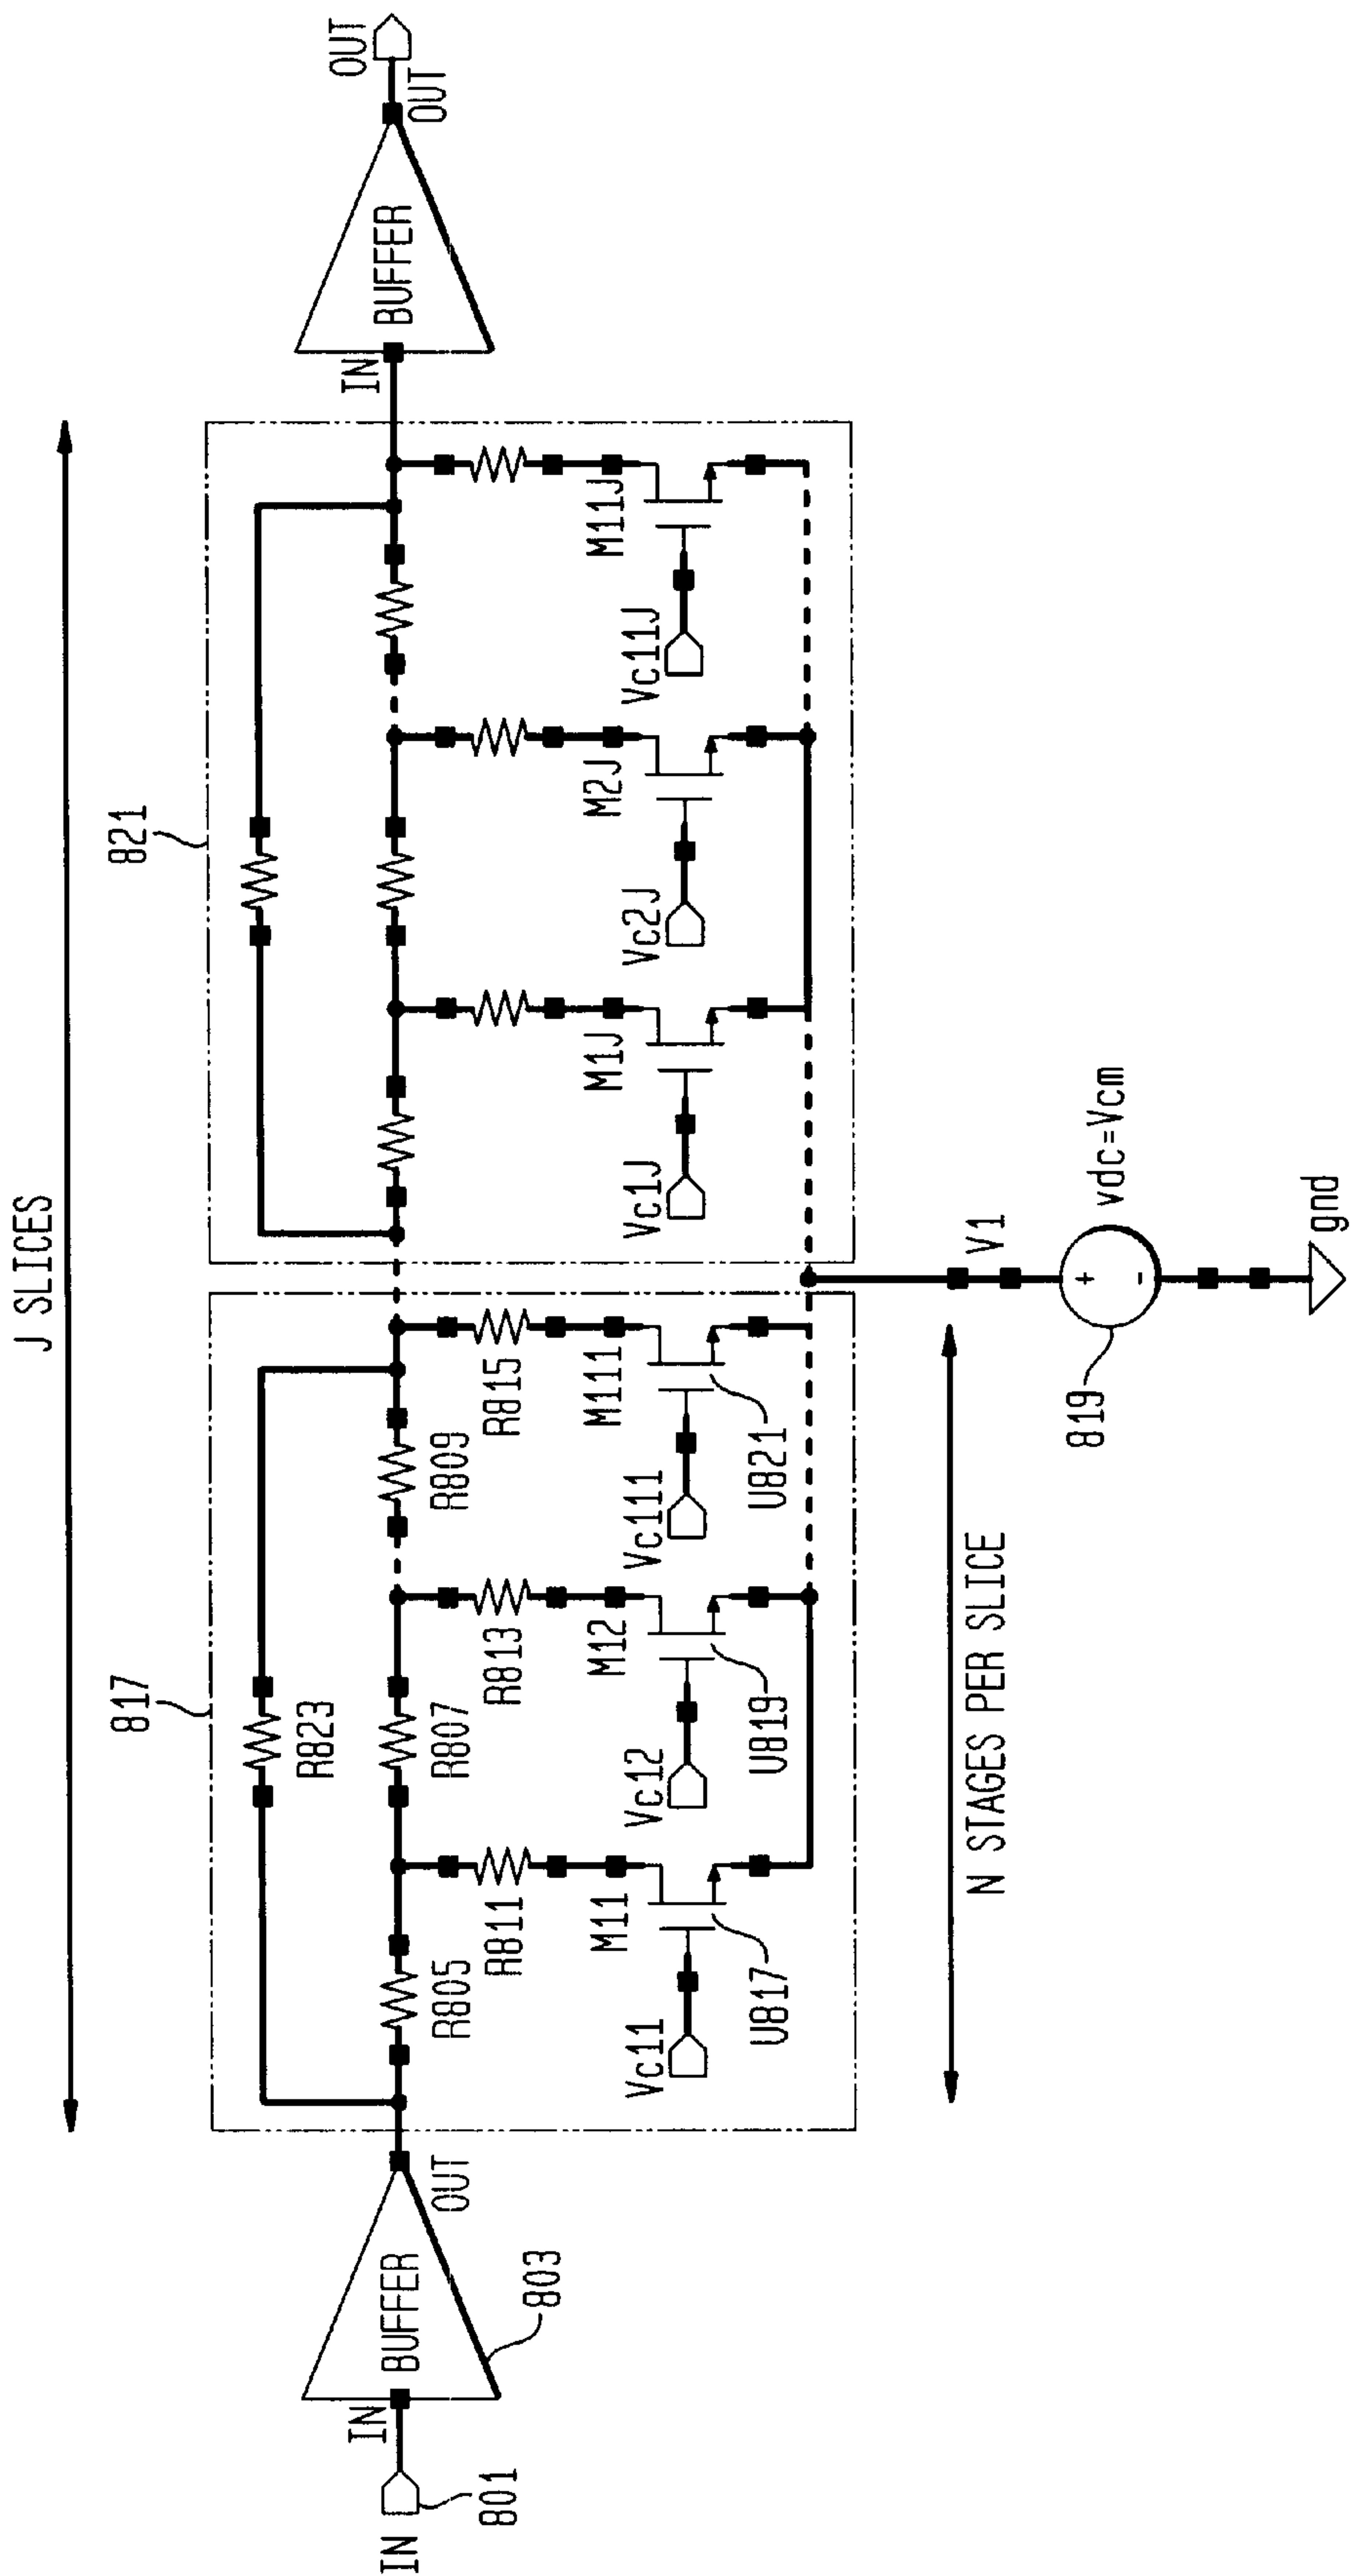 J SLICES
817
821
R823
IN
801
IN
BUFFER
803
OUT
R805
R807
R809
R811
R813
R815
M11
M12
M111
Vc11
Vc12
Vc111
U817
U819
U821
M1J
M2J
M11J
Vc1J
Vc2J
Vc11J
IN
BUFFER
OUT
OUT
N STAGES PER SLICE
V1
819
+
-
vdc=Vcm
gnd